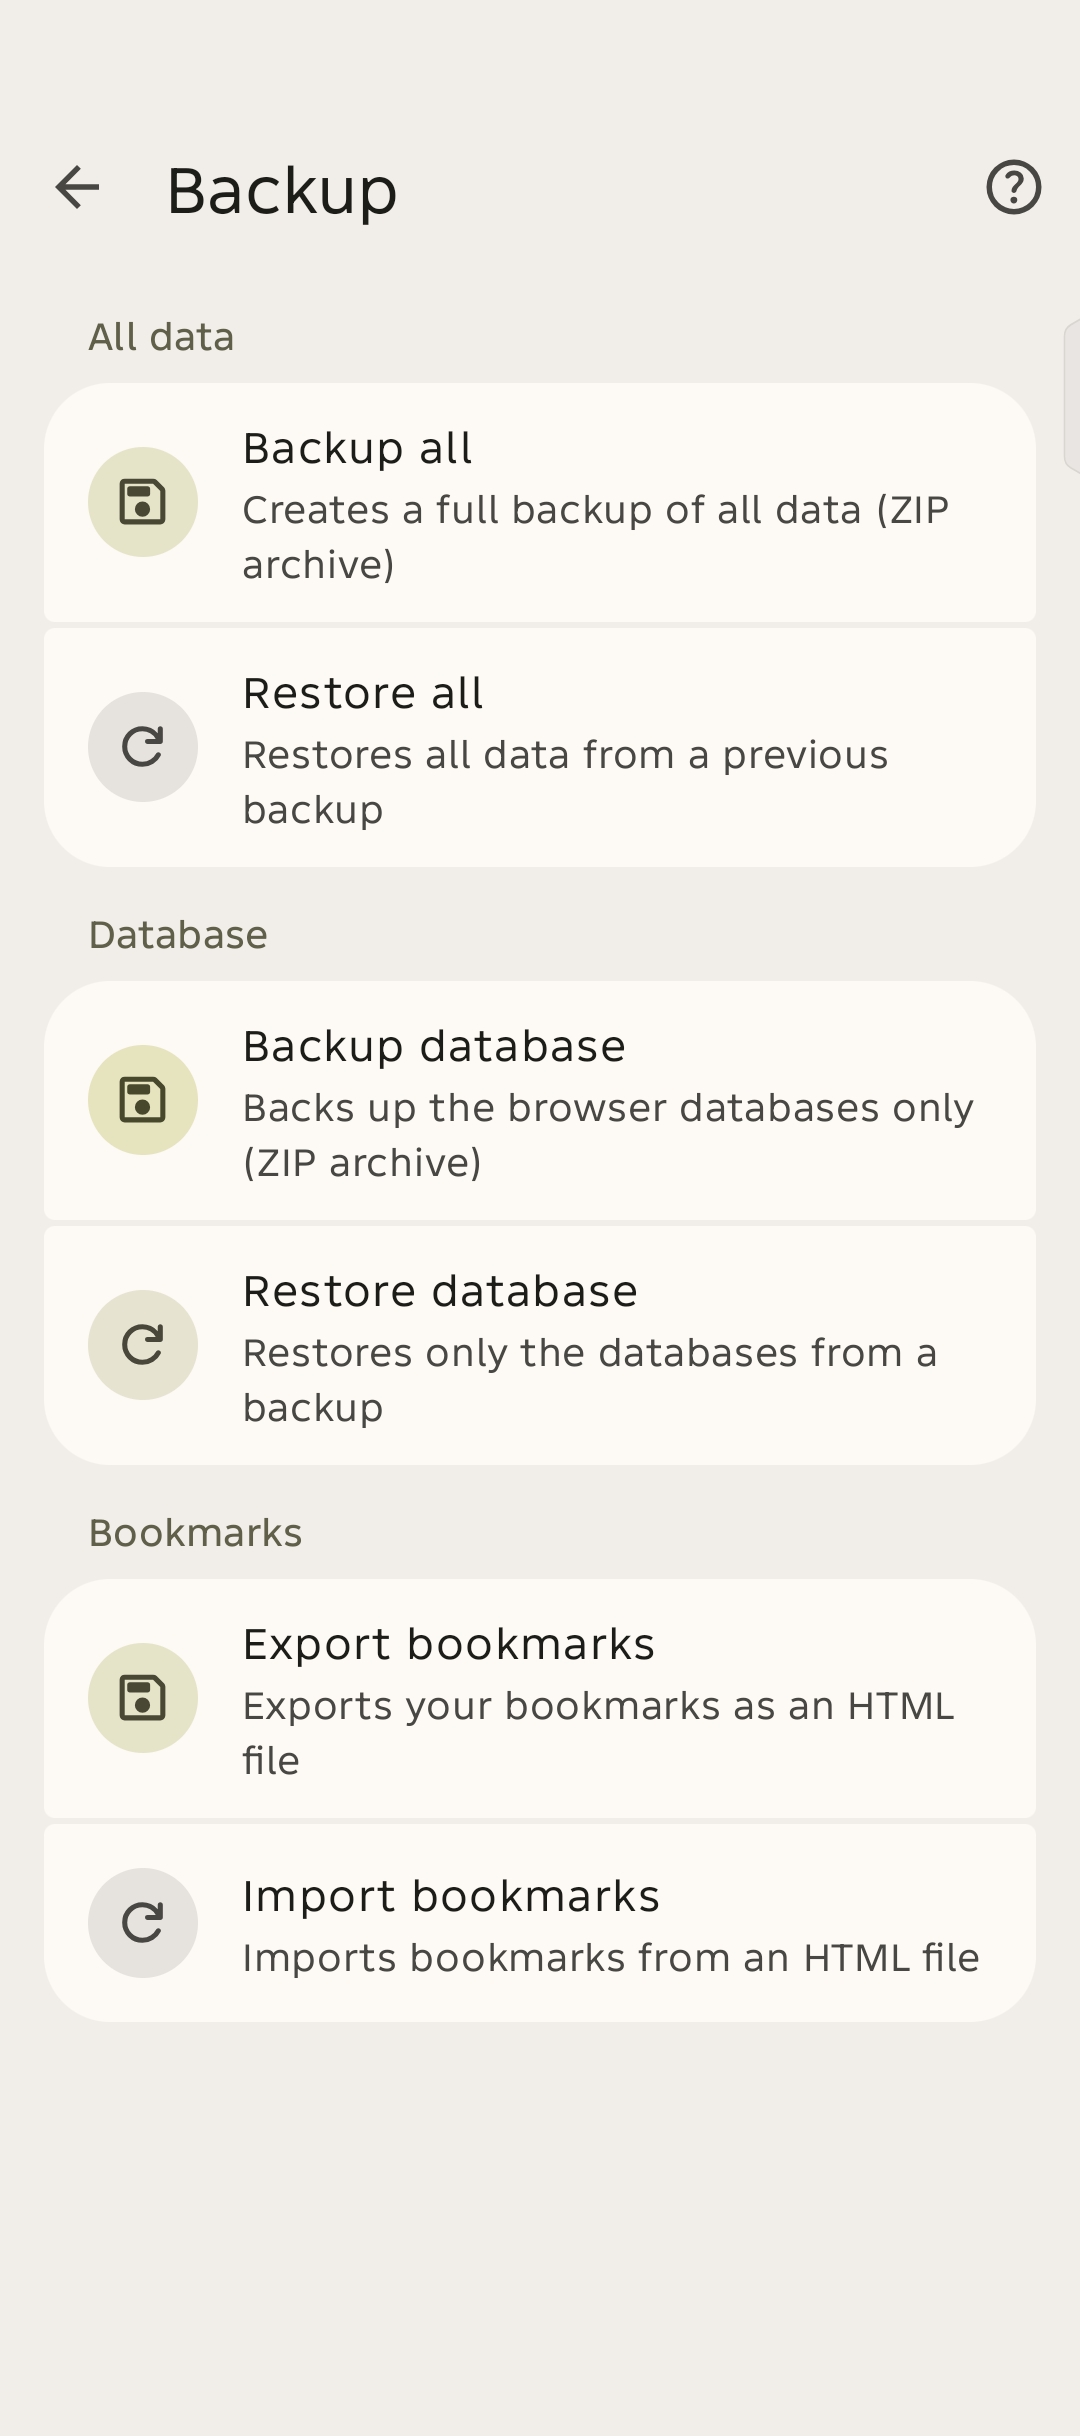 Backup
All data
Backup all
Creates a full backup of all data (ZIP
archive)
Restore all
Restores all data from a previous
backup
Database
Backup database
Backs up the browser databases only
(ZIP archive)
Restore database
Restores only the databases from a
backup
Bookmarks
Export bookmarks
Exports your bookmarks as an HTML
file
Import bookmarks
Imports bookmarks from an HTML file